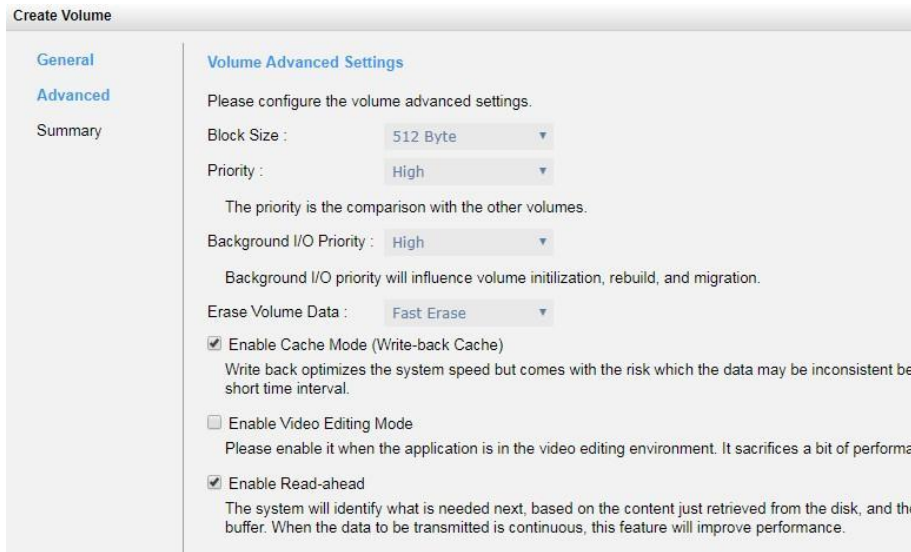 Create Volume
General
Advanced
Summary
Volume Advanced Settings
Please configure the volume advanced settings.
Block Size : 512 Byte
Priority : High
The priority is the comparison with the other volumes.
Background I/O Priority : High
Background I/O priority will influence volume initilization, rebuild, and migration.
Erase Volume Data : Fast Erase
Enable Cache Mode (Write-back Cache)
Write back optimizes the system speed but comes with the risk which the data may be inconsistent
short time interval.
Enable Video Editing Mode
Please enable it when the application is in the video editing environment. It sacrifices a bit of
Enable Read-ahead
The system will identify what is needed next, based on the content just retrieved from the disk, and
buffer. When the data to be transmitted is continuous, this feature will improve performance.